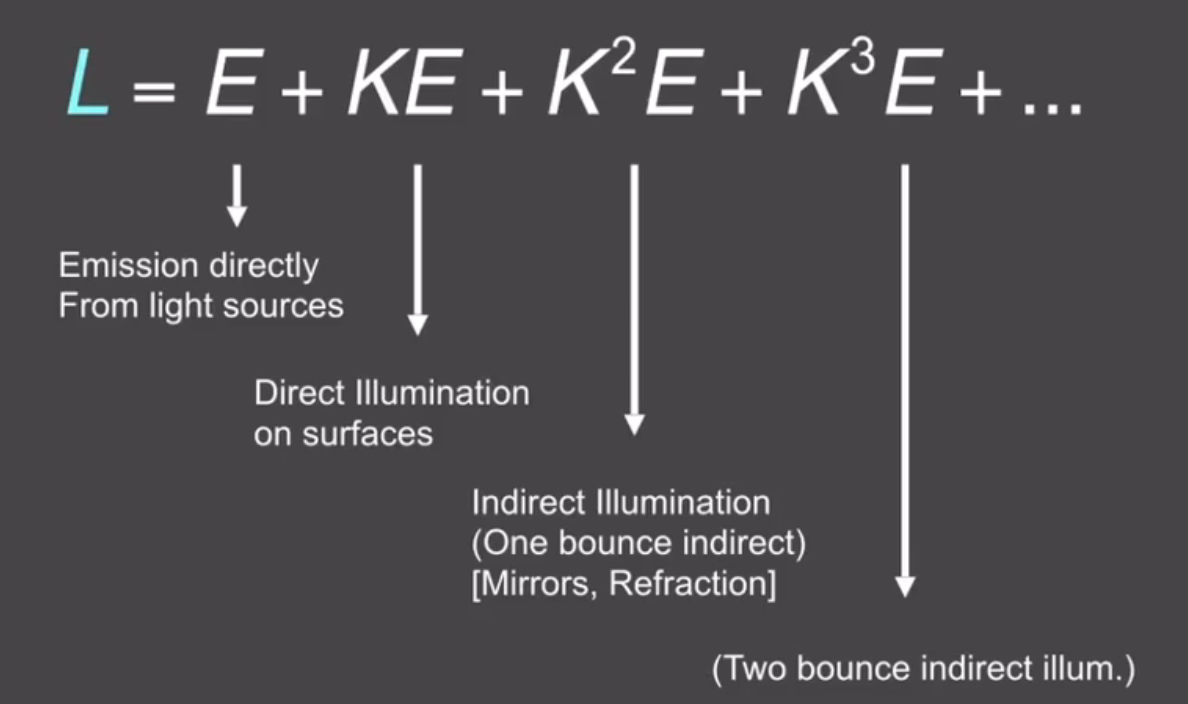 L = E + KE + K²E + K³E + ...
Emission directly
From light sources
Direct Illumination
on surfaces
Indirect Illumination
(One bounce indirect)
[Mirrors, Refraction]
(Two bounce indirect illum.)